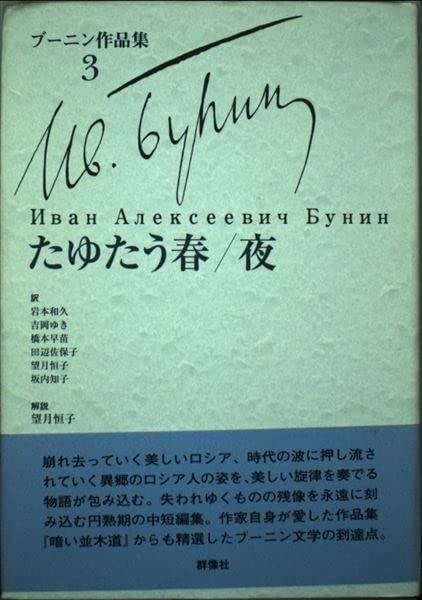 ブーニン作品集
3
Ив. Бунин
Иван Алексеевич Бунин
たゆたう春／夜
訳
岩本和久
吉岡ゆき
橋本早苗
田辺佐保子
望月恒子
坂内知子
解説
望月恒子
崩れ去っていく美しいロシア、時代の波に押し流さ
れていく異郷のロシア人の姿を、美しい旋律を奏でる
物語が包み込む。失われゆくものの残像を永遠に刻
み込む円熟期の中短編集。作家自身が愛した作品集
『暗い並木道』からも精選したブーニン文学の到達点。
群像社